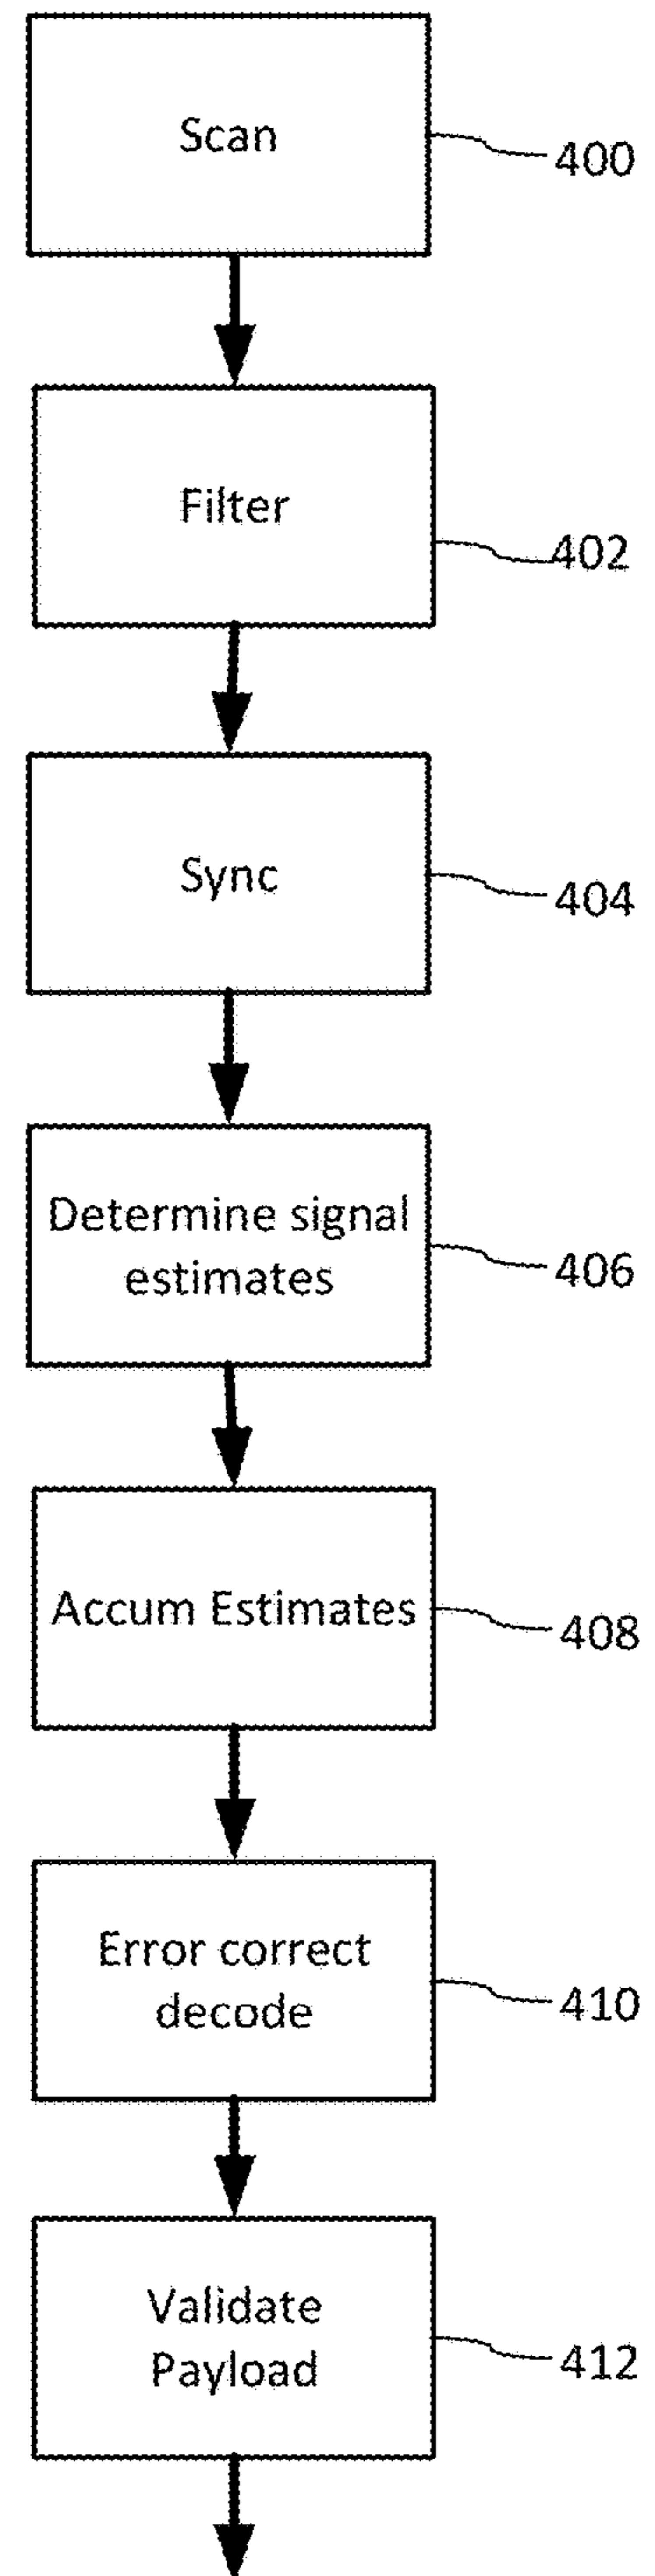 Scan
400
Filter
402
Sync
404
Determine signal
estimates
406
Accum Estimates
408
Error correct
decode
410
Validate
Payload
412